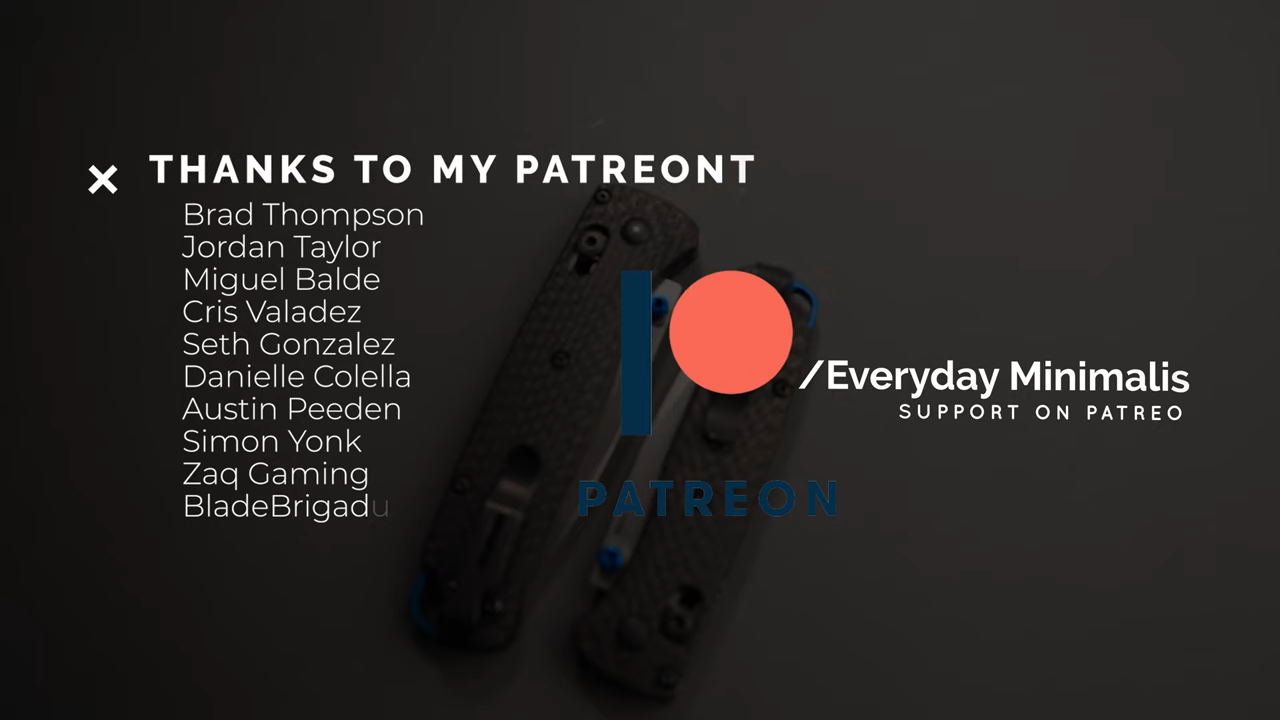 THANKS TO MY PATREONT
Brad Thompson
Jordan Taylor
Miguel Balde
Cris Valadez
Seth Gonzalez
Danielle Colella
Austin Peeden
Simon Yonk
Zaq Gaming
BladeBrigadu
/Everyday Minimalis
SUPPORT ON PATREO
PATREON